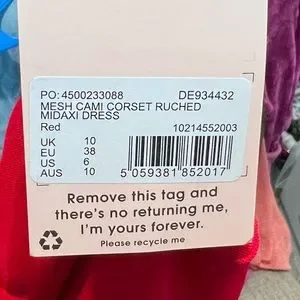 PO: 4500233088 DE934432
MESH CAMI CORSET RUCHED
MIDAXI DRESS
Red 10214552003
UK 10
EU 38
US 6
AUS 10
5 059381 852017
Remove this tag and
there's no returning me,
I'm yours forever.
Please recycle me